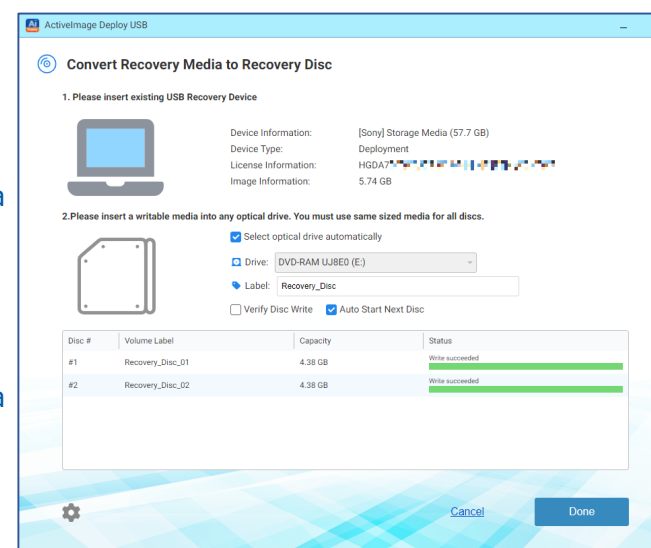 Ai
ActiveImage Deploy USB
Convert Recovery Media to Recovery Disc
1. Please insert existing USB Recovery Device
Device Information: [Sony] Storage Media (57.7 GB)
Device Type: Deployment
License Information: HGDA7
Image Information: 5.74 GB
a
2.Please insert a writable media into any optical drive. You must use same sized media for all discs.
Select optical drive automatically
Drive: DVD-RAM UJ8E0 (E:)
Label: Recovery_Disc
Verify Disc Write Auto Start Next Disc
Disc # Volume Label Capacity Status
#1 Recovery_Disc_01 4.38 GB Write succeeded
#2 Recovery_Disc_02 4.38 GB Write succeeded
a
Cancel Done